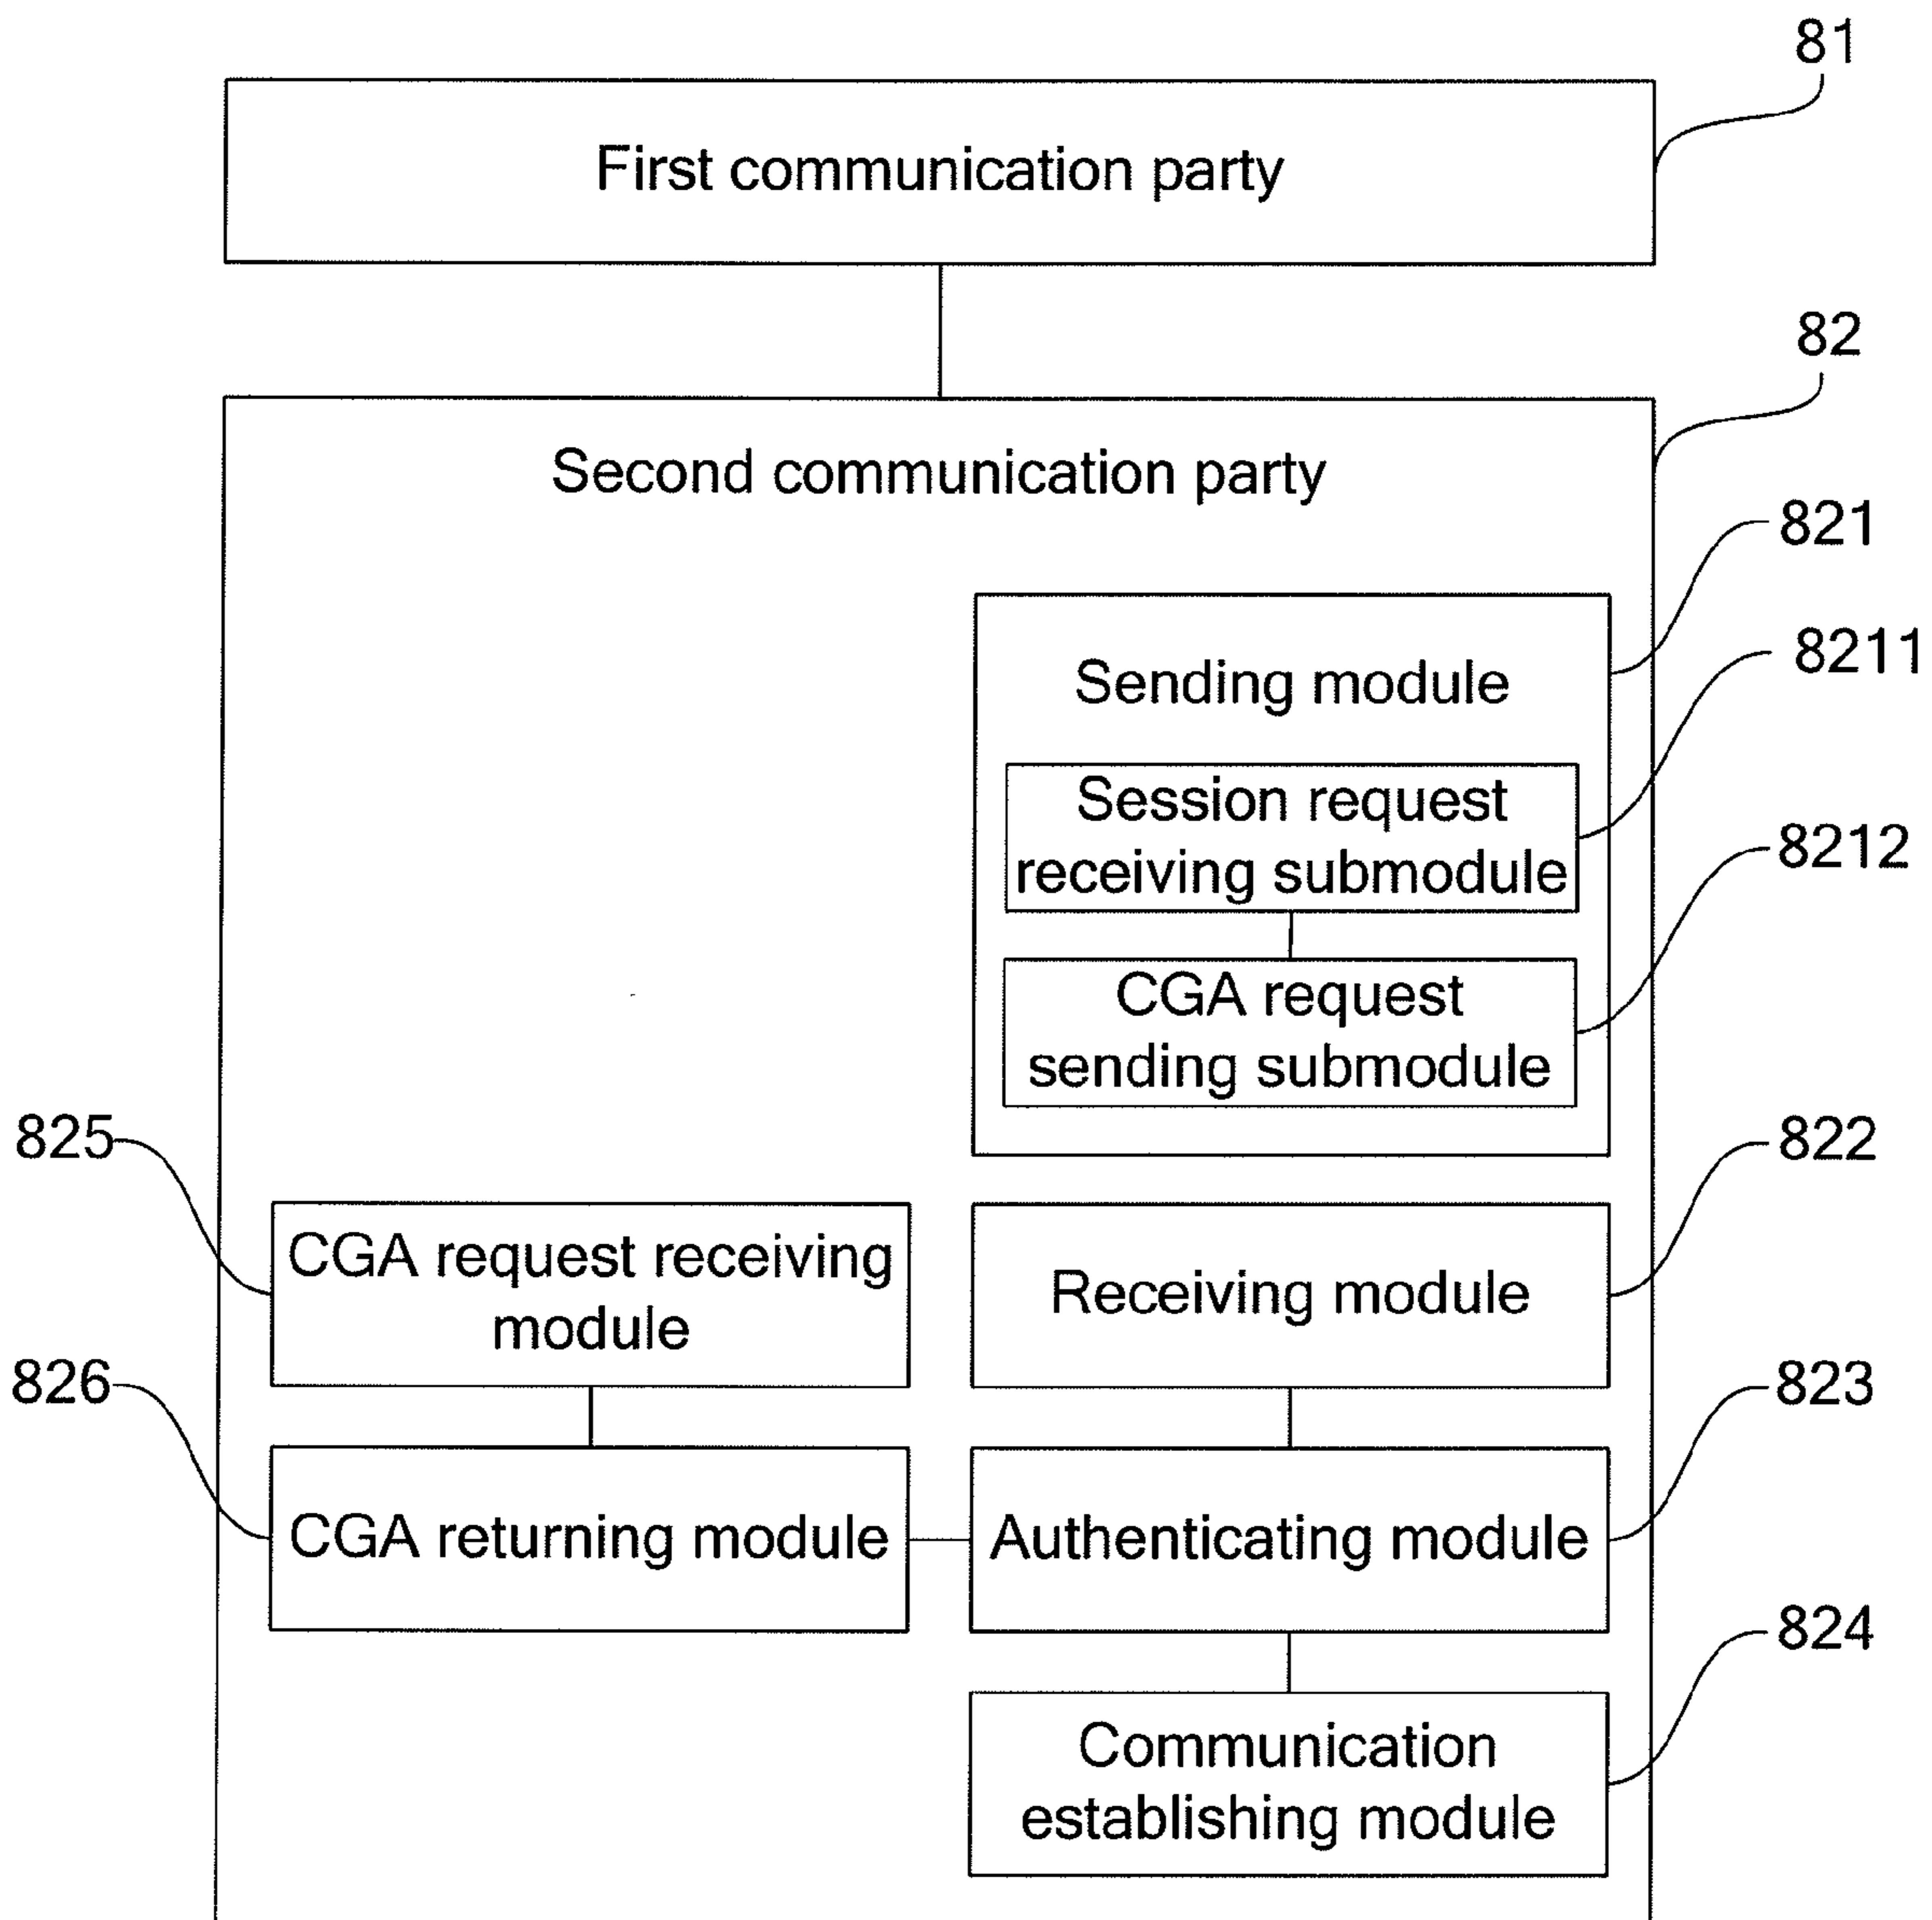 81
First communication party
82
Second communication party
821
Sending module
8211
Session request
receiving submodule
8212
CGA request
sending submodule
825
822
CGA request receiving
module
Receiving module
826
823
CGA returning module
Authenticating module
824
Communication
establishing module